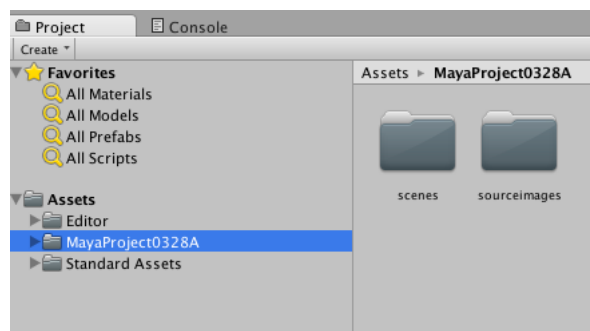 Project
Console
Create
Favorites
All Materials
All Models
All Prefabs
All Scripts
Assets
Editor
MayaProject0328A
Standard Assets
Assets MayaProject0328A
scenes
sourceimages